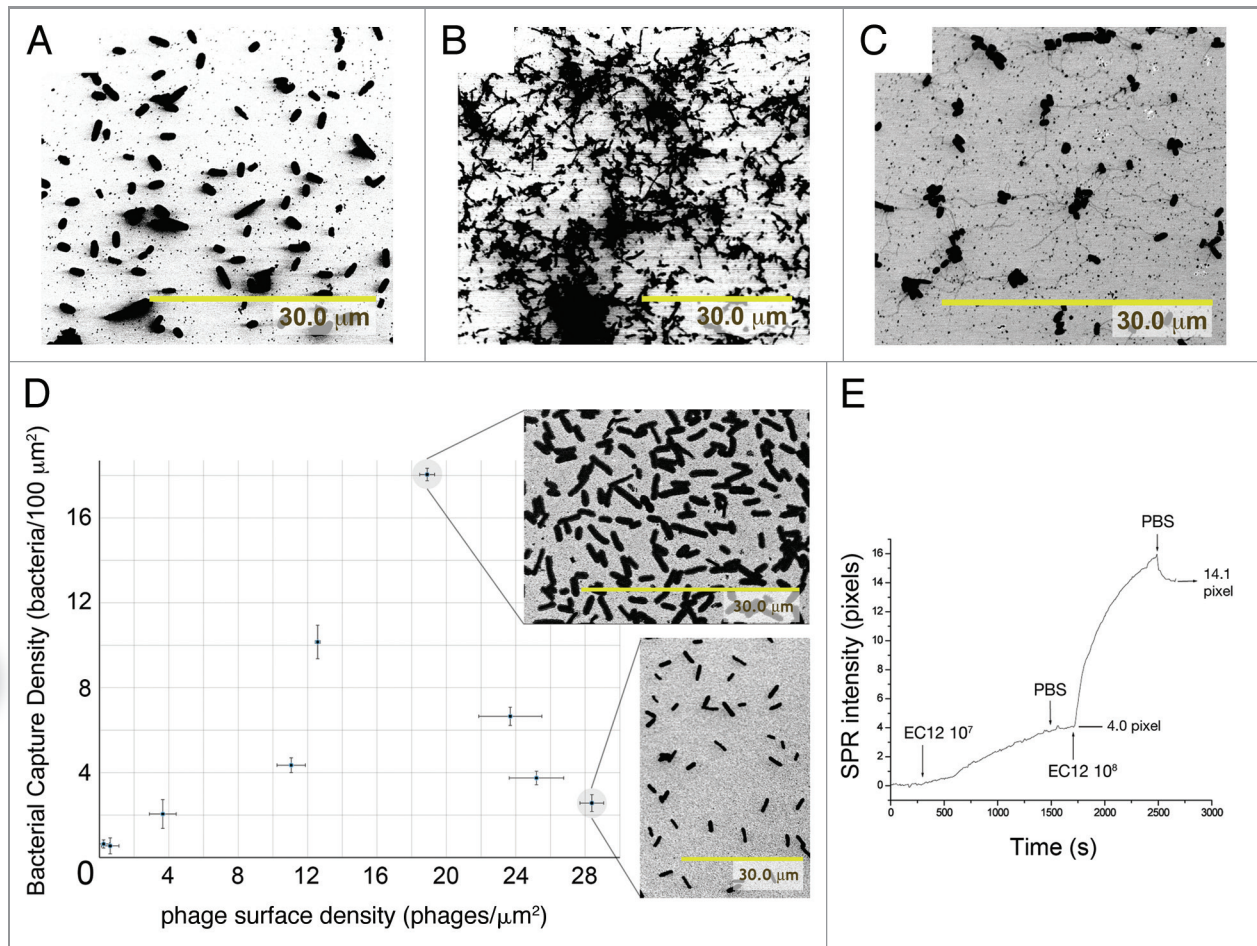 A
30.0 μm
B
30.0 μm
C
30.0 μm
D
Bacterial Capture Density (bacteria/100 μm²)
16
12
8
4
0
4
8
12
16
20
24
28
phage surface density (phages/μm²)
30.0 μm
30.0 μm
E
SPR intensity (pixels)
16
14
12
10
8
6
4
2
0
EC12 10⁷
PBS
EC12 10⁸
4.0 pixel
PBS
14.1
pixel
0
500
1000
1500
2000
2500
3000
Time (s)